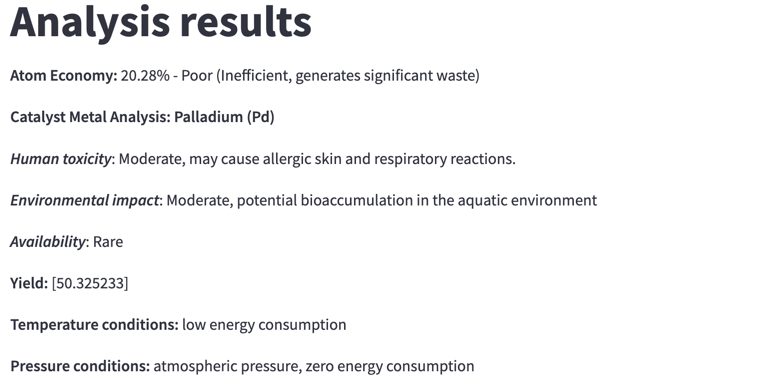 Analysis results
Atom Economy: 20.28% - Poor (Inefficient, generates significant waste)
Catalyst Metal Analysis: Palladium (Pd)
Human toxicity: Moderate, may cause allergic skin and respiratory reactions.
Environmental impact: Moderate, potential bioaccumulation in the aquatic environment
Availability: Rare
Yield: [50.325233]
Temperature conditions: low energy consumption
Pressure conditions: atmospheric pressure, zero energy consumption